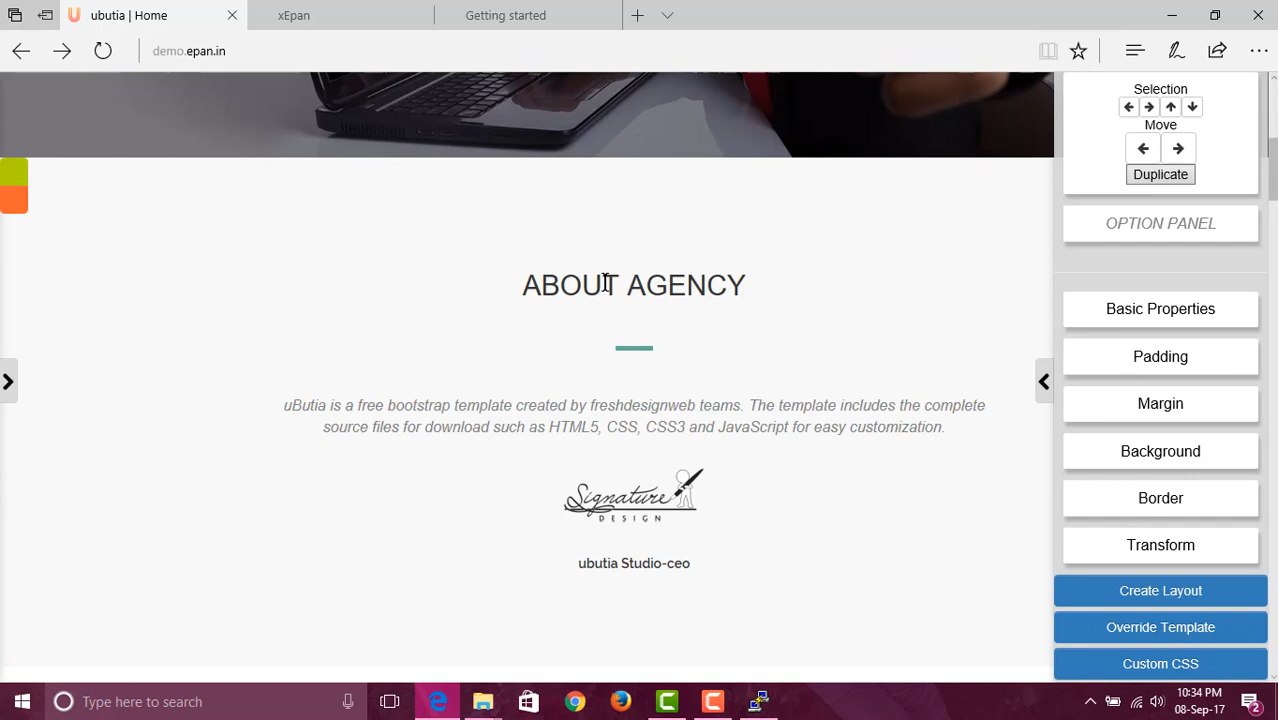 ubutia | Home
xEpan
Getting started
demo.epan.in
Selection
Move
Duplicate
OPTION PANEL
ABOUT AGENCY
Basic Properties
Padding
Margin
uButia is a free bootstrap template created by freshdesignweb teams. The template includes the complete
source files for download such as HTML5, CSS, CSS3 and JavaScript for easy customization.
Background
Signature
DESIGN
Border
Transform
ubutia Studio-ceo
Create Layout
Override Template
Custom CSS
Type here to search
10:34 PM
08-Sep-17
2